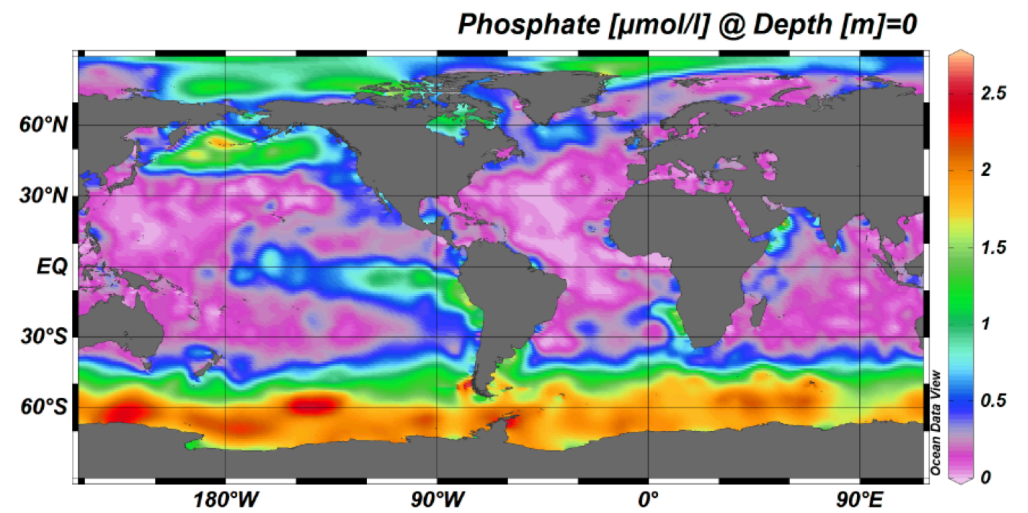 Phosphate [µmol/l] @ Depth [m]=0
60°N
30°N
EQ
30°S
60°S
180°W
90°W
0°
90°E
2.5
2
1.5
1
0.5
0
Ocean Data View